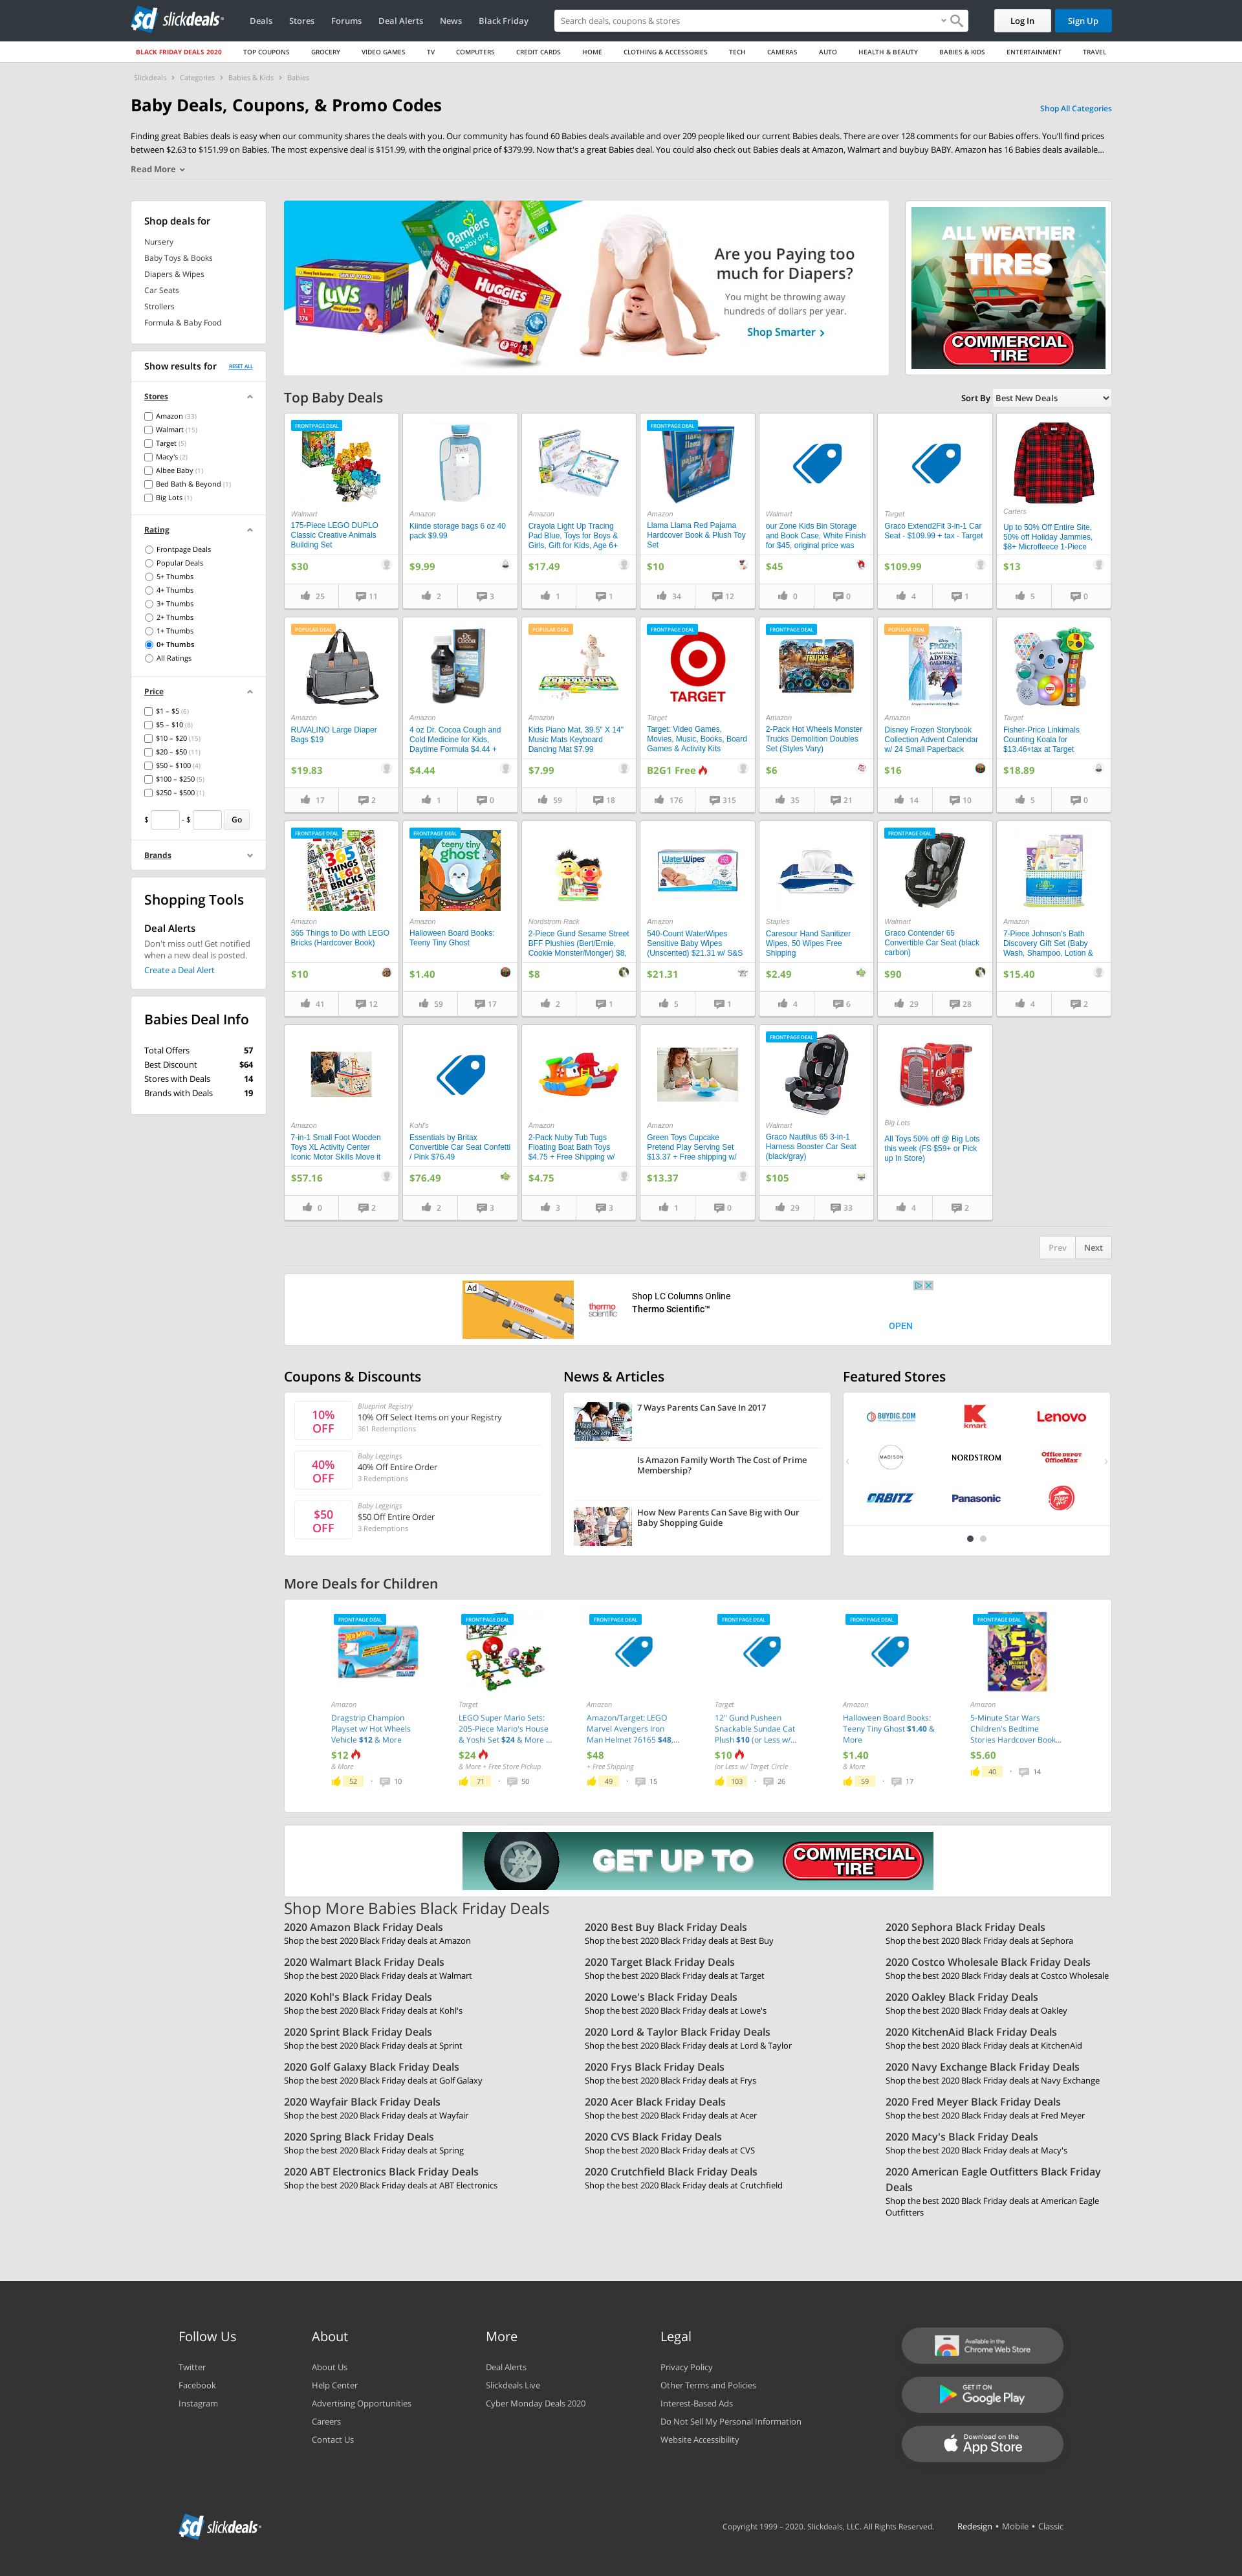 sd slickdeals
Deals Stores Forums Deal Alerts News Black Friday
Search deals, coupons & stores
Log In Sign Up
BLACK FRIDAY DEALS 2020 TOP COUPONS GROCERY VIDEO GAMES TV COMPUTERS CREDIT CARDS HOME CLOTHING & ACCESSORIES TECH CAMERAS AUTO HEALTH & BEAUTY BABIES & KIDS ENTERTAINMENT TRAVEL
Slickdeals > Categories > Babies & Kids > Babies
Baby Deals, Coupons, & Promo Codes
Shop All Categories
Finding great Babies deals is easy when our community shares the deals with you. Our community has found 60 Babies deals available and over 209 people liked our current Babies deals. There are over 128 comments for our Babies offers. You'll find prices
between $2.63 to $151.99 on Babies. The most expensive deal is $151.99, with the original price of $379.99. Now that's a great Babies deal. You could also check out Babies deals at Amazon, Walmart and buybuy BABY. Amazon has 16 Babies deals available...
Read More
Shop deals for
Nursery
Baby Toys & Books
Diapers & Wipes
Car Seats
Strollers
Formula & Baby Food
Show results for RESET ALL
Stores
Amazon (33)
Walmart (15)
Target (5)
Macy's (2)
Albee Baby (1)
Bed Bath & Beyond (1)
Big Lots (1)
Rating
Frontpage Deals
Popular Deals
5+ Thumbs
4+ Thumbs
3+ Thumbs
2+ Thumbs
1+ Thumbs
0+ Thumbs
All Ratings
Price
$1 – $5 (6)
$5 – $10 (8)
$10 – $20 (15)
$20 – $50 (11)
$50 – $100 (4)
$100 – $250 (5)
$250 – $500 (1)
$ - $ Go
Brands
Shopping Tools
Deal Alerts
Don't miss out! Get notified
when a new deal is posted.
Create a Deal Alert
Babies Deal Info
Total Offers 57
Best Discount $64
Stores with Deals 14
Brands with Deals 19
Pampers
baby dry
Luvs
HUGGIES
Are You Paying too
much for Diapers?
You might be throwing away
hundreds of dollars per year.
Shop Smarter >
ALL WEATHER
TIRES
COMMERCIAL
TIRE
Top Baby Deals
Sort By Best New Deals
FRONTPAGE DEAL
Walmart
175-Piece LEGO DUPLO
Classic Creative Animals
Building Set
$30
25 11
Amazon
Kiinde storage bags 6 oz 40
pack $9.99
$9.99
2 3
Amazon
Crayola Light Up Tracing
Pad Blue, Toys for Boys &
Girls, Gift for Kids, Age 6+
$17.49
1 1
FRONTPAGE DEAL
Amazon
Llama Llama Red Pajama
Hardcover Book & Plush Toy
Set
$10
34 12
Walmart
our Zone Kids Bin Storage
and Book Case, White Finish
for $45, original price was
$45
0 0
Target
Graco Extend2Fit 3-in-1 Car
Seat - $109.99 + tax - Target
$109.99
4 1
Carters
Up to 50% Off Entire Site,
50% off Holiday Jammies,
$8+ Microfleece 1-Piece
$13
5 0
POPULAR DEAL
Amazon
RUVALINO Large Diaper
Bags $19
$19.83
17 2
Amazon
4 oz Dr. Cocoa Cough and
Cold Medicine for Kids,
Daytime Formula $4.44 +
$4.44
1 0
POPULAR DEAL
Amazon
Kids Piano Mat, 39.5" X 14"
Music Mats Keyboard
Dancing Mat $7.99
$7.99
59 18
FRONTPAGE DEAL
TARGET
Target
Target: Video Games,
Movies, Music, Books, Board
Games & Activity Kits
B2G1 Free
176 315
FRONTPAGE DEAL
Amazon
2-Pack Hot Wheels Monster
Trucks Demolition Doubles
Set (Styles Vary)
$6
35 21
POPULAR DEAL
FROZEN
ADVENT
CALENDAR
Amazon
Disney Frozen Storybook
Collection Advent Calendar
w/ 24 Small Paperback
$16
14 10
Target
Fisher-Price Linkimals
Counting Koala for
$13.46+tax at Target
$18.89
5 0
FRONTPAGE DEAL
365
THINGS
BRICKS
Amazon
365 Things to Do with LEGO
Bricks (Hardcover Book)
$10
41 12
FRONTPAGE DEAL
teeny tiny
ghost
Amazon
Halloween Board Books:
Teeny Tiny Ghost
$1.40
59 17
Nordstrom Rack
2-Piece Gund Sesame Street
BFF Plushies (Bert/Ernie,
Cookie Monster/Monger) $8,
$8
2 1
WaterWipes
Amazon
540-Count WaterWipes
Sensitive Baby Wipes
(Unscented) $21.31 w/ S&S
$21.31
5 1
Staples
Caresour Hand Sanitizer
Wipes, 50 Wipes Free
Shipping
$2.49
4 6
FRONTPAGE DEAL
Walmart
Graco Contender 65
Convertible Car Seat (black
carbon)
$90
29 28
Amazon
7-Piece Johnson's Bath
Discovery Gift Set (Baby
Wash, Shampoo, Lotion &
$15.40
4 2
Amazon
7-in-1 Small Foot Wooden
Toys XL Activity Center
Iconic Motor Skills Move it
$57.16
0 2
Kohl's
Essentials by Britax
Convertible Car Seat Confetti
/ Pink $76.49
$76.49
2 3
Amazon
2-Pack Nuby Tub Tugs
Floating Boat Bath Toys
$4.75 + Free Shipping w/
$4.75
3 3
Amazon
Green Toys Cupcake
Pretend Play Serving Set
$13.37 + Free shipping w/
$13.37
1 0
FRONTPAGE DEAL
Walmart
Graco Nautilus 65 3-in-1
Harness Booster Car Seat
(black/gray)
$105
29 33
Big Lots
All Toys 50% off @ Big Lots
this week (FS $59+ or Pick
up In Store)
4 2
Prev Next
Ad
thermo
scientific
Shop LC Columns Online
Thermo Scientific™
OPEN
Coupons & Discounts
10%
OFF
Blueprint Registry
10% Off Select Items on your Registry
361 Redemptions
40%
OFF
Baby Leggings
40% Off Entire Order
3 Redemptions
$50
OFF
Baby Leggings
$50 Off Entire Order
3 Redemptions
News & Articles
7 Ways Parents Can Save In 2017
Is Amazon Family Worth The Cost of Prime
Membership?
How New Parents Can Save Big with Our
Baby Shopping Guide
Featured Stores
BUYDIG.COM kmart Lenovo
MADISON NORDSTROM Office DEPOT
OfficeMax
ORBITZ Panasonic Pizza Hut
More Deals for Children
FRONTPAGE DEAL
Amazon
Dragstrip Champion
Playset w/ Hot Wheels
Vehicle $12 & More
$12
& More
52 · 10
FRONTPAGE DEAL
Target
LEGO Super Mario Sets:
205-Piece Mario's House
& Yoshi Set $24 & More ...
$24
& More + Free Store Pickup
71 · 50
FRONTPAGE DEAL
Amazon
Amazon/Target: LEGO
Marvel Avengers Iron
Man Helmet 76165 $48,...
$48
+ Free Shipping
49 · 15
FRONTPAGE DEAL
Target
12" Gund Pusheen
Snackable Sundae Cat
Plush $10 (or Less w/...
$10
(or Less w/ Target Circle
103 · 26
FRONTPAGE DEAL
Amazon
Halloween Board Books:
Teeny Tiny Ghost $1.40 &
More
$1.40
& More
59 · 17
FRONTPAGE DEAL
Amazon
5-Minute Star Wars
Children's Bedtime
Stories Hardcover Book...
$5.60
40 · 14
GET UP TO COMMERCIAL
TIRE
Shop More Babies Black Friday Deals
2020 Amazon Black Friday Deals
Shop the best 2020 Black Friday deals at Amazon
2020 Walmart Black Friday Deals
Shop the best 2020 Black Friday deals at Walmart
2020 Kohl's Black Friday Deals
Shop the best 2020 Black Friday deals at Kohl's
2020 Sprint Black Friday Deals
Shop the best 2020 Black Friday deals at Sprint
2020 Golf Galaxy Black Friday Deals
Shop the best 2020 Black Friday deals at Golf Galaxy
2020 Wayfair Black Friday Deals
Shop the best 2020 Black Friday deals at Wayfair
2020 Spring Black Friday Deals
Shop the best 2020 Black Friday deals at Spring
2020 ABT Electronics Black Friday Deals
Shop the best 2020 Black Friday deals at ABT Electronics
2020 Best Buy Black Friday Deals
Shop the best 2020 Black Friday deals at Best Buy
2020 Target Black Friday Deals
Shop the best 2020 Black Friday deals at Target
2020 Lowe's Black Friday Deals
Shop the best 2020 Black Friday deals at Lowe's
2020 Lord & Taylor Black Friday Deals
Shop the best 2020 Black Friday deals at Lord & Taylor
2020 Frys Black Friday Deals
Shop the best 2020 Black Friday deals at Frys
2020 Acer Black Friday Deals
Shop the best 2020 Black Friday deals at Acer
2020 CVS Black Friday Deals
Shop the best 2020 Black Friday deals at CVS
2020 Crutchfield Black Friday Deals
Shop the best 2020 Black Friday deals at Crutchfield
2020 Sephora Black Friday Deals
Shop the best 2020 Black Friday deals at Sephora
2020 Costco Wholesale Black Friday Deals
Shop the best 2020 Black Friday deals at Costco Wholesale
2020 Oakley Black Friday Deals
Shop the best 2020 Black Friday deals at Oakley
2020 KitchenAid Black Friday Deals
Shop the best 2020 Black Friday deals at KitchenAid
2020 Navy Exchange Black Friday Deals
Shop the best 2020 Black Friday deals at Navy Exchange
2020 Fred Meyer Black Friday Deals
Shop the best 2020 Black Friday deals at Fred Meyer
2020 Macy's Black Friday Deals
Shop the best 2020 Black Friday deals at Macy's
2020 American Eagle Outfitters Black Friday
Deals
Shop the best 2020 Black Friday deals at American Eagle
Outfitters
Follow Us
Twitter
Facebook
Instagram
About
About Us
Help Center
Advertising Opportunities
Careers
Contact Us
More
Deal Alerts
Slickdeals Live
Cyber Monday Deals 2020
Legal
Privacy Policy
Other Terms and Policies
Interest-Based Ads
Do Not Sell My Personal Information
Website Accessibility
Available in the
Chrome Web Store
GET IT ON
Google Play
Download on the
App Store
sd slickdeals
Copyright 1999 – 2020. Slickdeals, LLC. All Rights Reserved. Redesign • Mobile • Classic